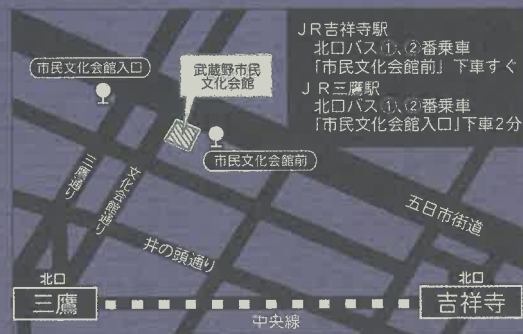 JR吉祥寺駅
北口バス①、②番乗車
「市民文化会館前」下車すぐ
JR三鷹駅
北口バス①、②番乗車
「市民文化会館入口」下車2分
市民文化会館入口
武蔵野市民
文化会館
市民文化会館前
三鷹通り
文化会館通り
五日市街道
井の頭通り
北口
三鷹
中央線
北口
吉祥寺